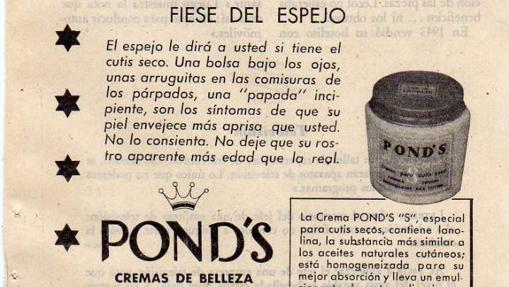 FIESE DEL ESPEJO
El espejo le dirá a usted si tiene el
cutis seco. Una bolsa bajo los ojos,
unas arruguitas en las comisuras de
los párpados, una "papada" inci-
piente, son los síntomas de que su
piel envejece más aprisa que usted.
No lo consienta. No deje que su ros-
tro aparente más edad que la real.
POND'S
POND'S
CREMAS DE BELLEZA
La Crema POND'S "S", especial
para cutis secos, contiene lano-
lina, la substancia más similar a
los aceites naturales cutáneos;
está homogeneizada para su
mejor absorción y lleva un emul-